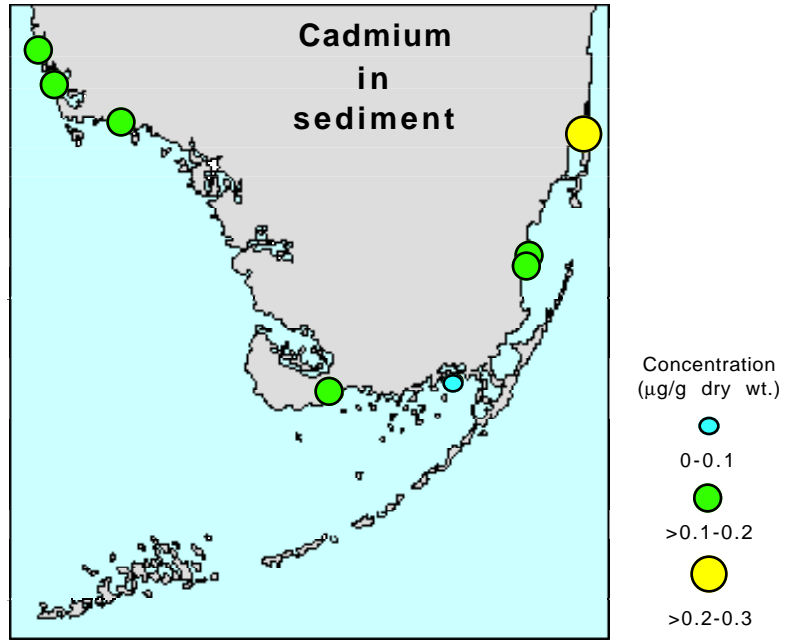 Cadmium
in
sediment
Concentration
(μg/g dry wt.)
0-0.1
>0.1-0.2
>0.2-0.3